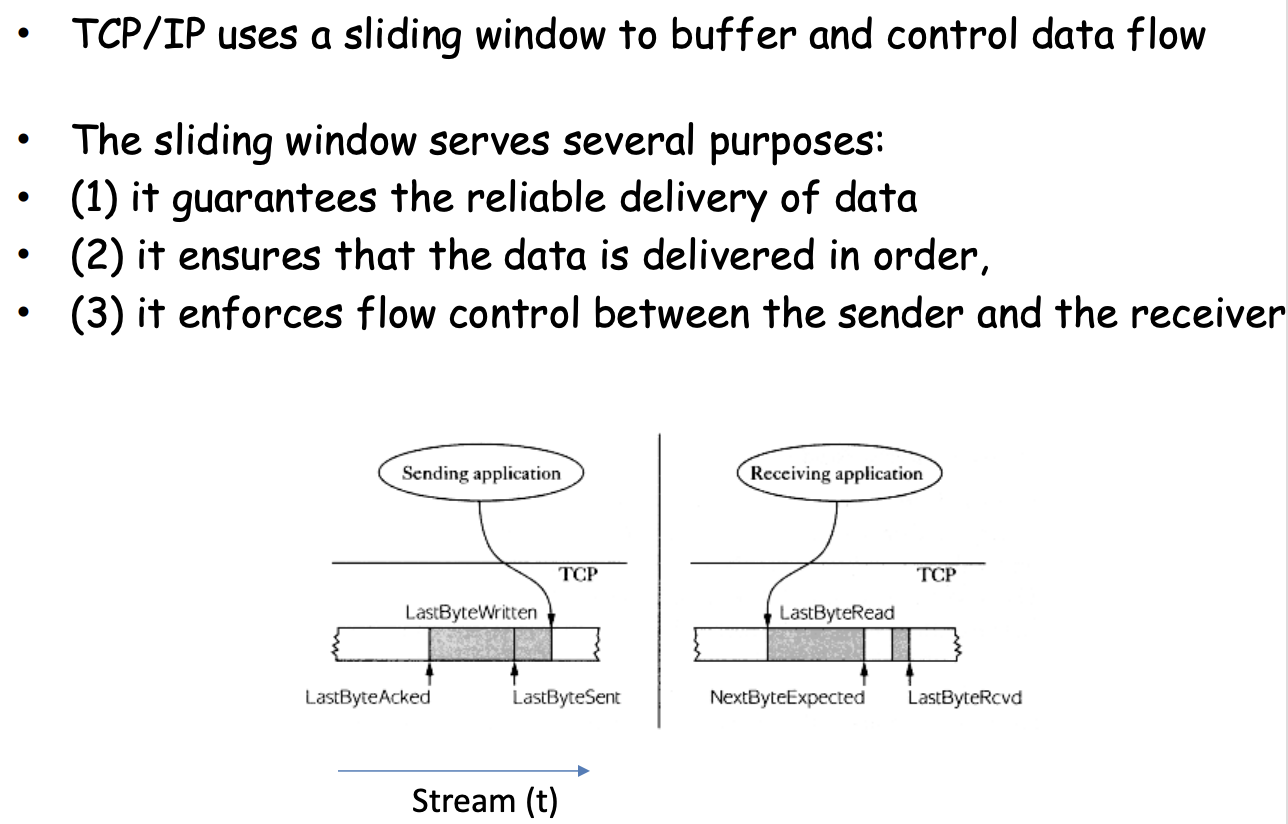 • TCP/IP uses a sliding window to buffer and control data flow
• The sliding window serves several purposes:
• (1) it guarantees the reliable delivery of data
• (2) it ensures that the data is delivered in order,
• (3) it enforces flow control between the sender and the receiver
Sending application
Receiving application
TCP
TCP
LastByteWritten
LastByteRead
LastByteAcked
LastByteSent
NextByteExpected
LastByteRcvd
Stream (t)